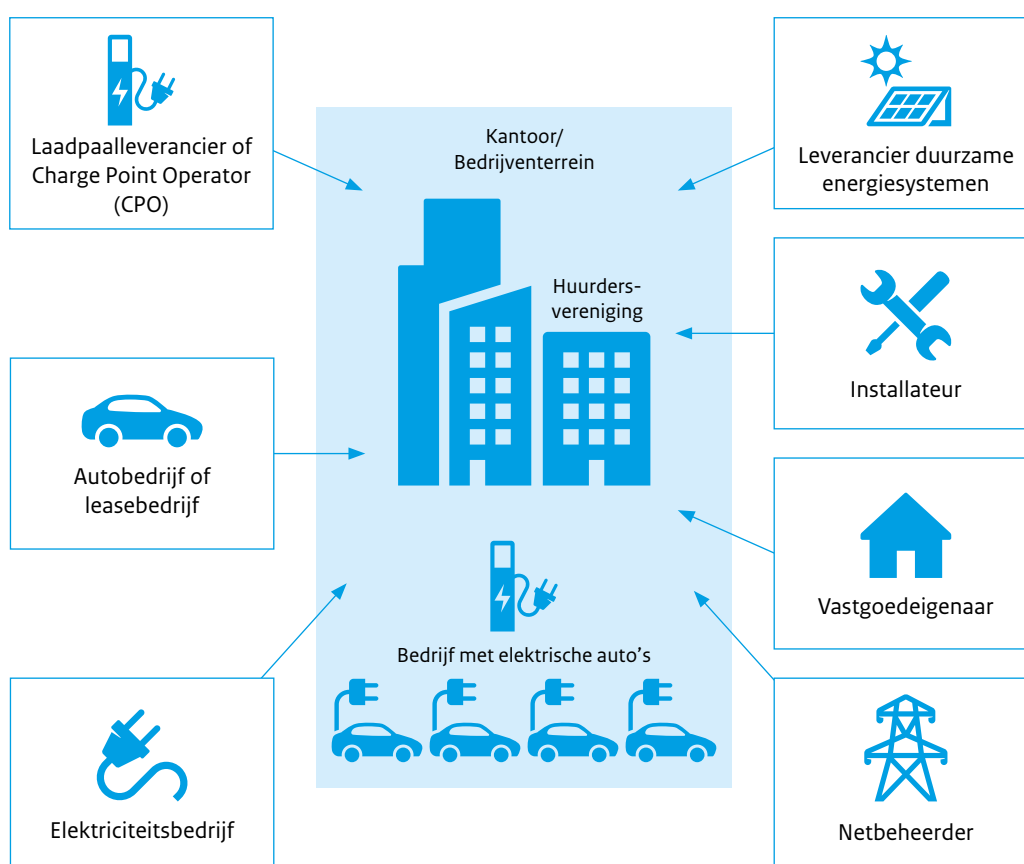 Laadpaalleverancier of
Charge Point Operator
(CPO)
Autobedrijf of
leasebedrijf
Elektriciteitsbedrijf
Kantoor/
Bedrijventerrein
Huurders-
vereniging
Bedrijf met elektrische auto’s
Leverancier duurzame
energiesystemen
Installateur
Vastgoedeigenaar
Netbeheerder